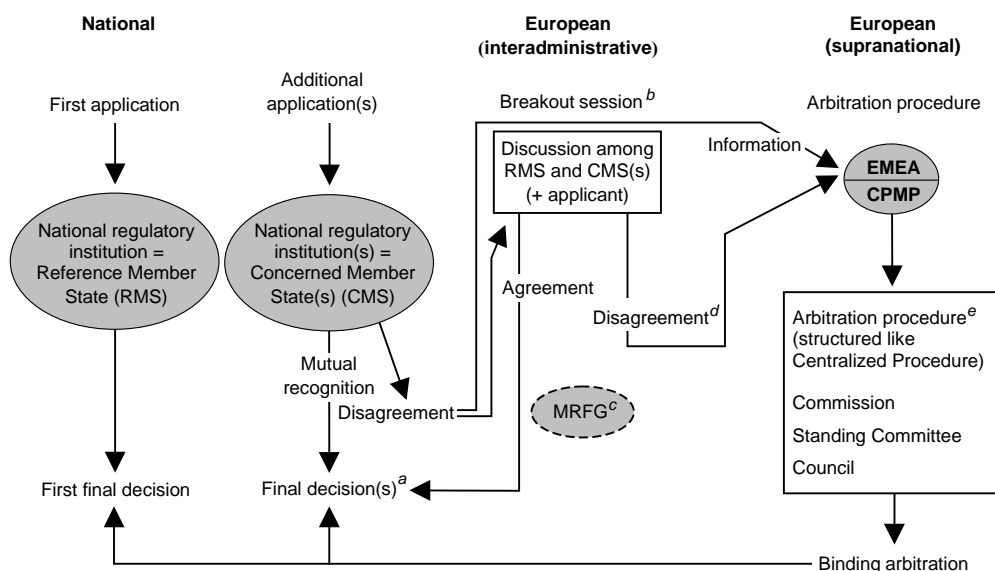 National
European
(interadministrative)
European
(supranational)
First application
Additional
application(s)
Breakout session b
Arbitration procedure
Information
Discussion among
RMS and CMS(s)
(+ applicant)
EMEA
CPMP
National regulatory
institution =
Reference Member
State (RMS)
National regulatory
institution(s) =
Concerned Member
State(s) (CMS)
Agreement
Disagreement d
Arbitration procedure e
(structured like
Centralized Procedure)
Commission
Standing Committee
Council
Mutual
recognition
Disagreement
MRFG c
First final decision
Final decision(s) a
Binding arbitration